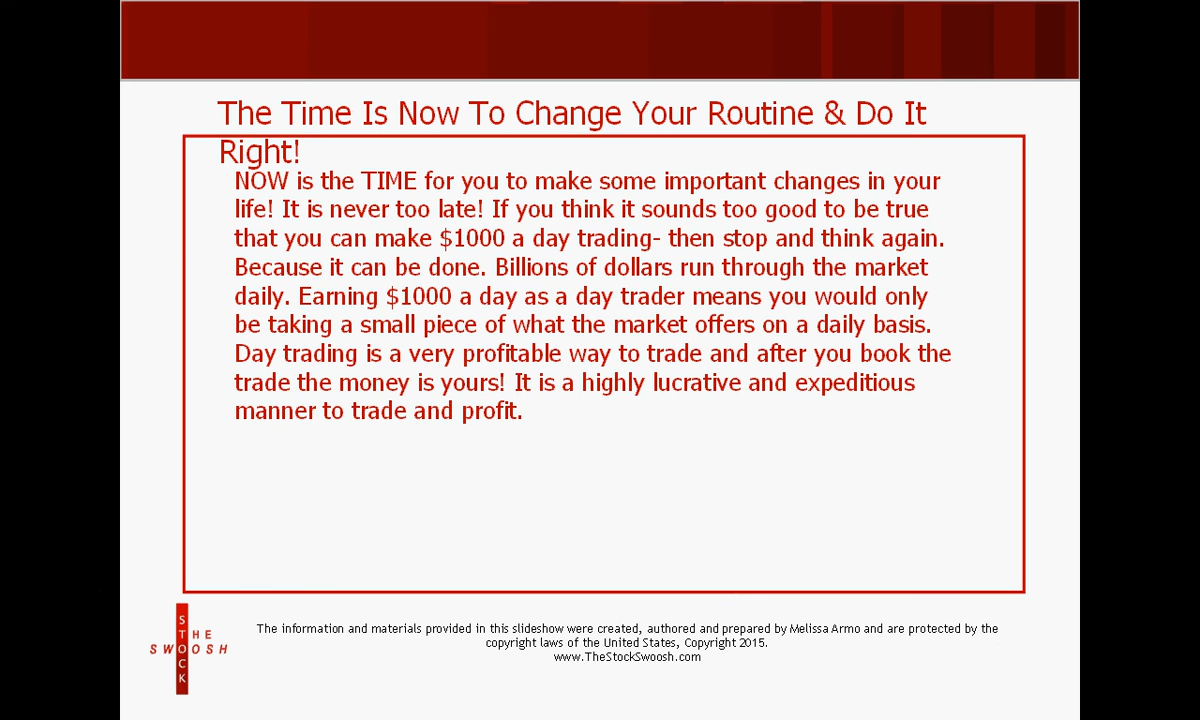 The Time Is Now To Change Your Routine & Do It
Right!
NOW is the TIME for you to make some important changes in your
life! It is never too late! If you think it sounds too good to be true
that you can make $1000 a day trading- then stop and think again.
Because it can be done. Billions of dollars run through the market
daily. Earning $1000 a day as a day trader means you would only
be taking a small piece of what the market offers on a daily basis.
Day trading is a very profitable way to trade and after you book the
trade the money is yours! It is a highly lucrative and expeditious
manner to trade and profit.
THE
STOCK
SWOOSH
The information and materials provided in this slideshow were created, authored and prepared by Melissa Armo and are protected by the
copyright laws of the United States, Copyright 2015.
www.TheStockSwoosh.com